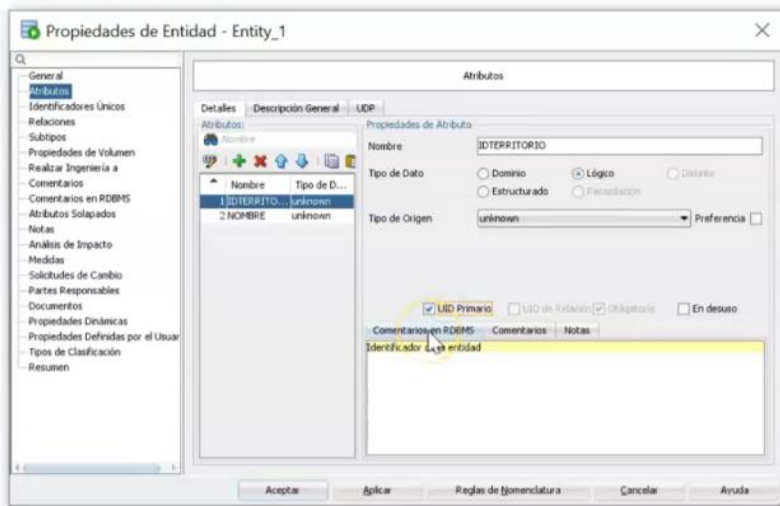 Propiedades de Entidad - Entity_1
General
Atributos
Identificadores Únicos
Relaciones
Subtipos
Propiedades de Volumen
Realizar Ingeniería a
Comentarios
Comentarios en RDBMS
Atributos Solapados
Notas
Análisis de Impacto
Medidas
Solicitudes de Cambio
Partes Responsables
Documentos
Propiedades Dinámicas
Propiedades Definidas por el Usuar
Tipos de Clasificación
Resumen
Atributos
Detalles Descripción General UDP
Atributos:
Nombre
Nombre Tipo de D...
1 IDTERRITO... unknown
2 NOMBRE unknown
Propiedades de Atributo
Nombre IDTERRITORIO
Tipo de Dato Dominio Lógico Distinto
Estructurado Recopilación
Tipo de Origen unknown Preferencia
UID Primario UID de Relación Obligatorio En desuso
Comentarios en RDBMS Comentarios Notas
Identificador entidad
Aceptar Aplicar Reglas de Nomenclatura Cancelar Ayuda